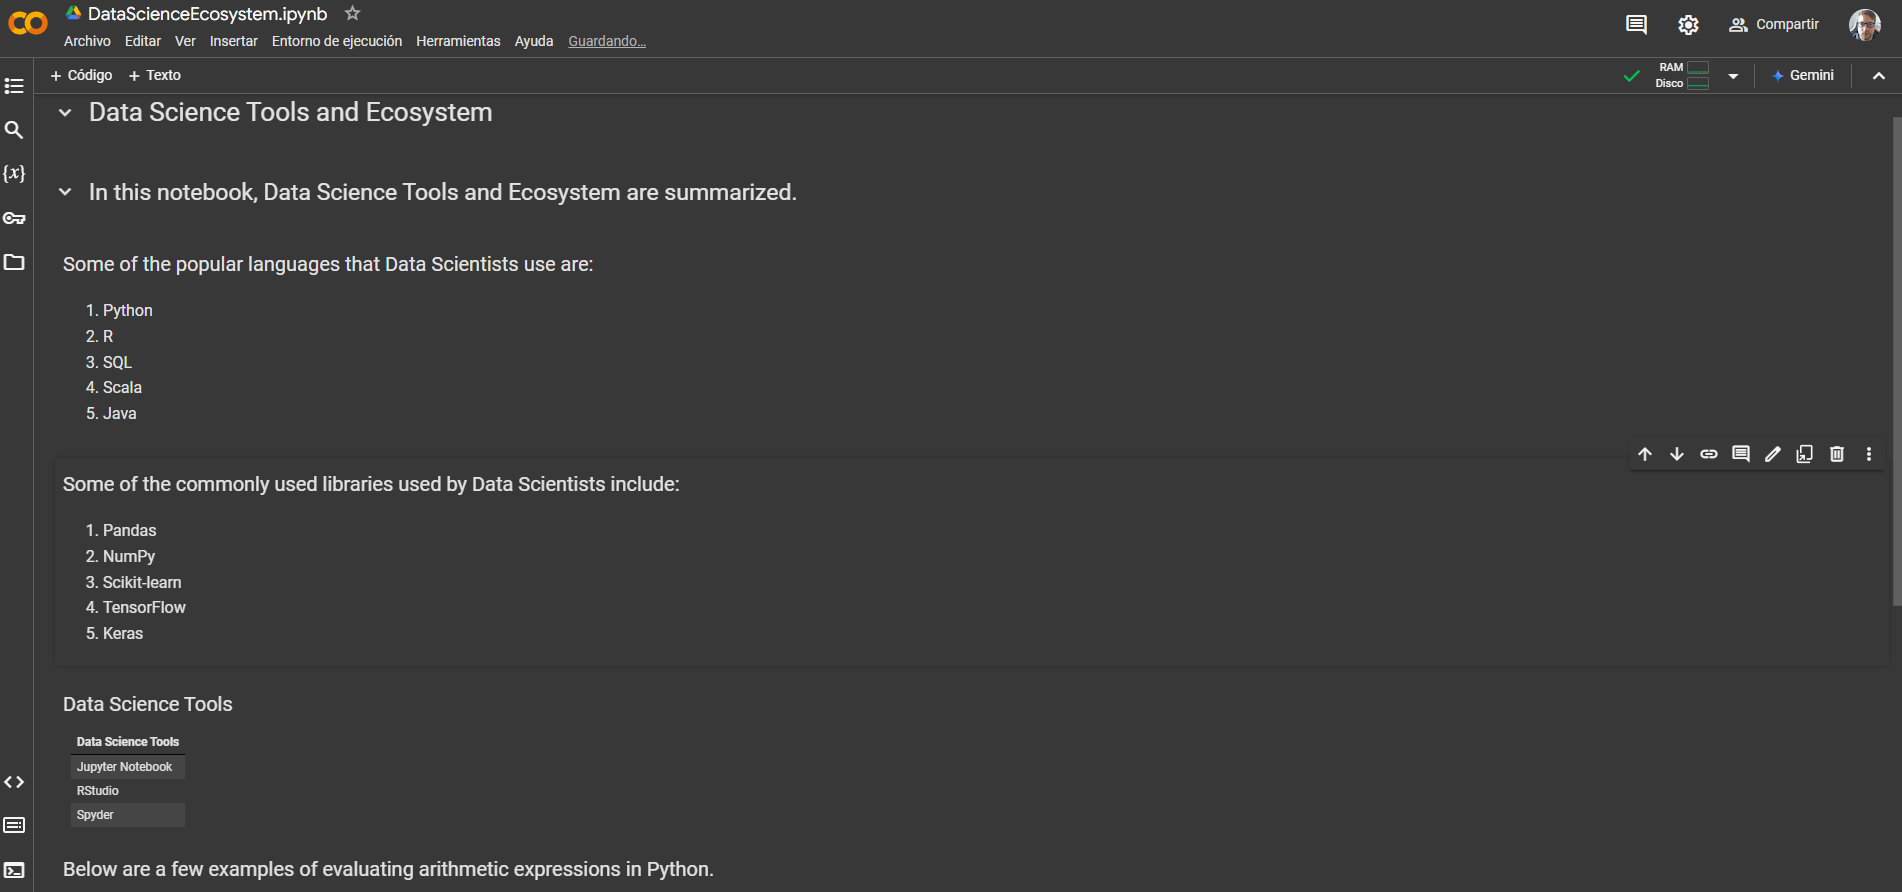 DataScienceEcosystem.ipynb
Archivo Editar Ver Insertar Entorno de ejecución Herramientas Ayuda Guardando...
Compartir
+ Código + Texto
RAM
Disco
Gemini
Data Science Tools and Ecosystem
{x}
In this notebook, Data Science Tools and Ecosystem are summarized.
Some of the popular languages that Data Scientists use are:
1. Python
2. R
3. SQL
4. Scala
5. Java
Some of the commonly used libraries used by Data Scientists include:
1. Pandas
2. NumPy
3. Scikit-learn
4. TensorFlow
5. Keras
Data Science Tools
Data Science Tools
Jupyter Notebook
RStudio
Spyder
Below are a few examples of evaluating arithmetic expressions in Python.